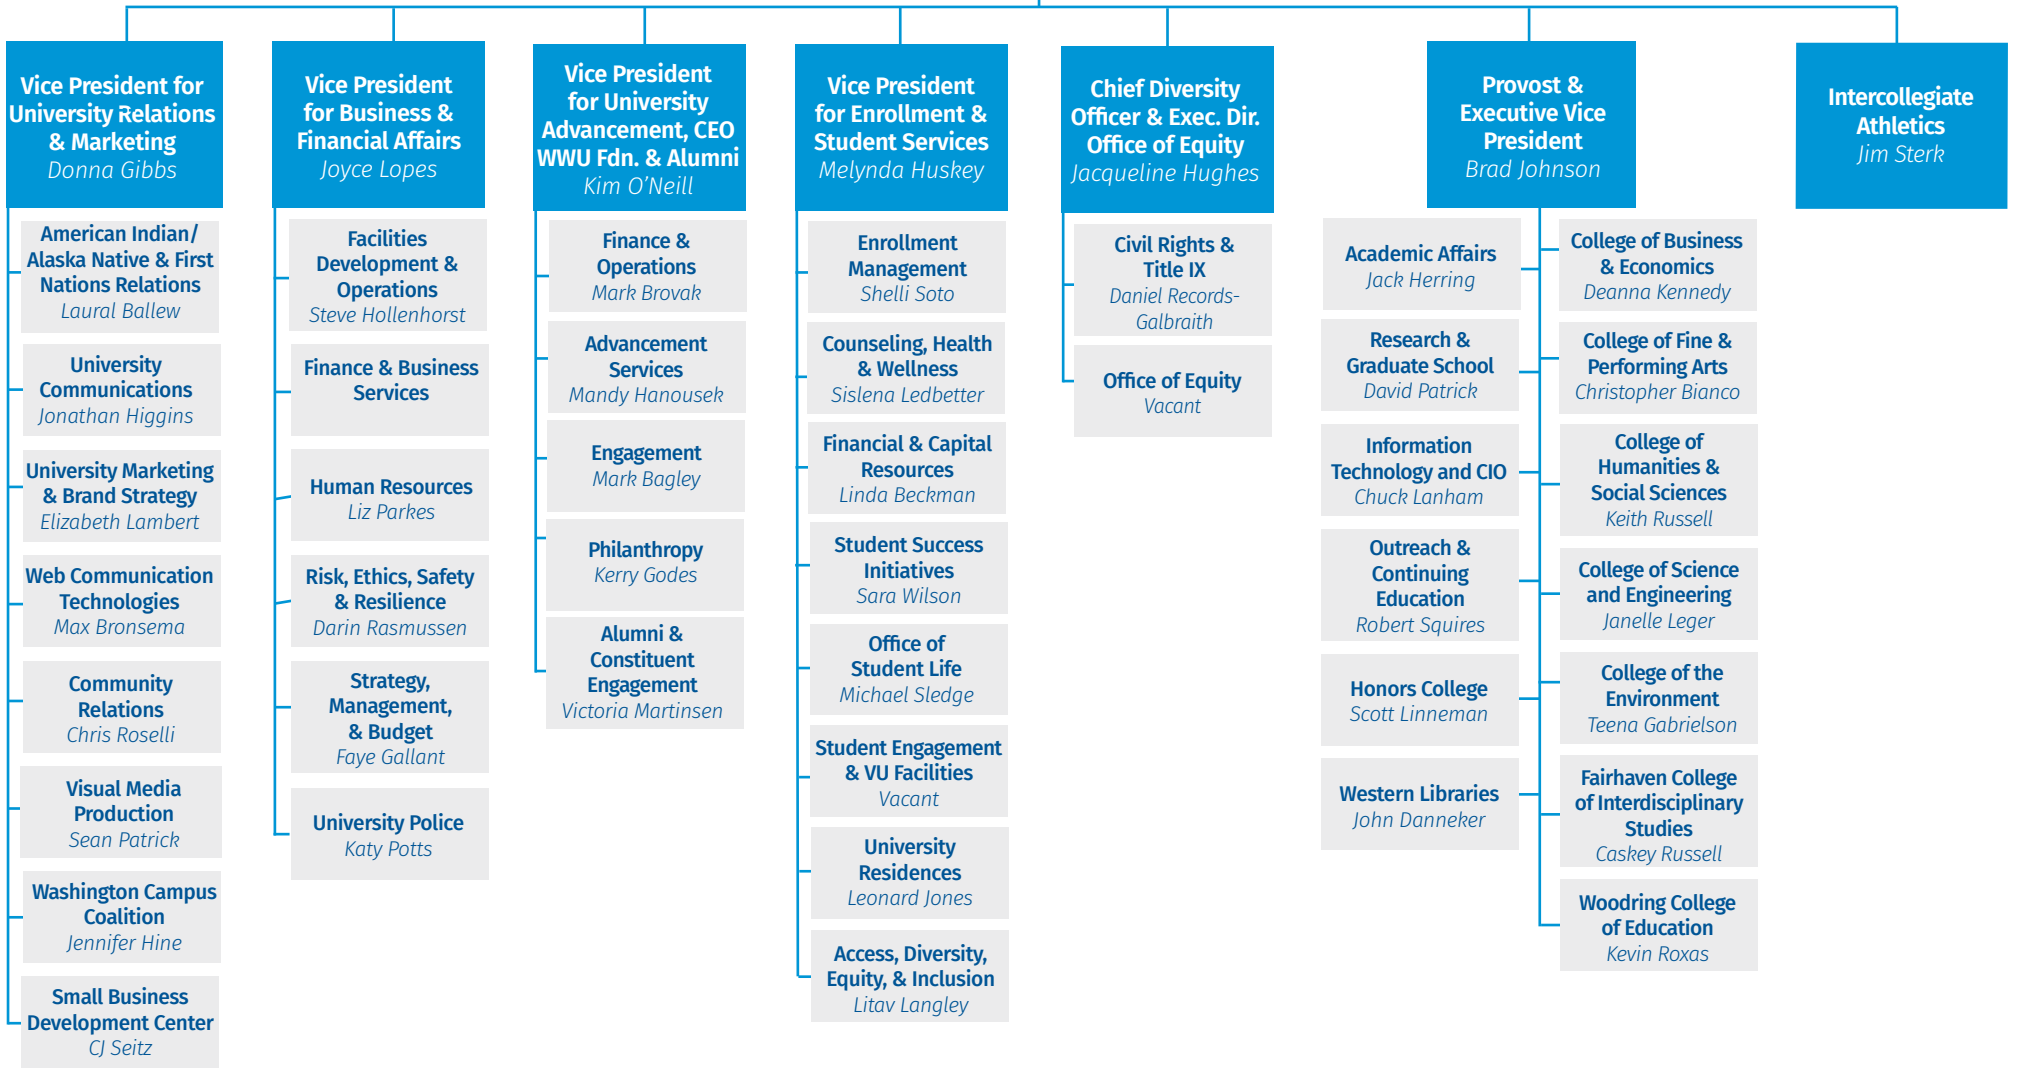 Vice President for
University Relations
& Marketing
Donna Gibbs
American Indian/
Alaska Native & First
Nations Relations
Laural Ballew
University
Communications
Jonathan Higgins
University Marketing
& Brand Strategy
Elizabeth Lambert
Web Communication
Technologies
Max Bronsema
Community
Relations
Chris Roselli
Visual Media
Production
Sean Patrick
Washington Campus
Coalition
Jennifer Hine
Small Business
Development Center
CJ Seitz
Vice President
for Business &
Financial Affairs
Joyce Lopes
Facilities
Development &
Operations
Steve Hollenhorst
Finance & Business
Services
Human Resources
Liz Parkes
Risk, Ethics, Safety
& Resilience
Darin Rasmussen
Strategy,
Management,
& Budget
Faye Gallant
University Police
Katy Potts
Vice President
for University
Advancement, CEO
WWU Fdn. & Alumni
Kim O'Neill
Finance &
Operations
Mark Brovak
Advancement
Services
Mandy Hanousek
Engagement
Mark Bagley
Philanthropy
Kerry Godes
Alumni &
Constituent
Engagement
Victoria Martinsen
Vice President
for Enrollment &
Student Services
Melynda Huskey
Enrollment
Management
Shelli Soto
Counseling, Health
& Wellness
Sislena Ledbetter
Financial & Capital
Resources
Linda Beckman
Student Success
Initiatives
Sara Wilson
Office of
Student Life
Michael Sledge
Student Engagement
& VU Facilities
Vacant
University
Residences
Leonard Jones
Access, Diversity,
Equity, & Inclusion
Litav Langley
Chief Diversity
Officer & Exec. Dir.
Office of Equity
Jacqueline Hughes
Civil Rights &
Title IX
Daniel Records-
Galbraith
Office of Equity
Vacant
Provost &
Executive Vice
President
Brad Johnson
Academic Affairs
Jack Herring
Research &
Graduate School
David Patrick
Information
Technology and CIO
Chuck Lanham
Outreach &
Continuing
Education
Robert Squires
Honors College
Scott Linneman
Western Libraries
John Danneker
College of Business
& Economics
Deanna Kennedy
College of Fine &
Performing Arts
Christopher Bianco
College of
Humanities &
Social Sciences
Keith Russell
College of Science
and Engineering
Janelle Leger
College of the
Environment
Teena Gabrielson
Fairhaven College
of Interdisciplinary
Studies
Caskey Russell
Woodring College
of Education
Kevin Roxas
Intercollegiate
Athletics
Jim Sterk